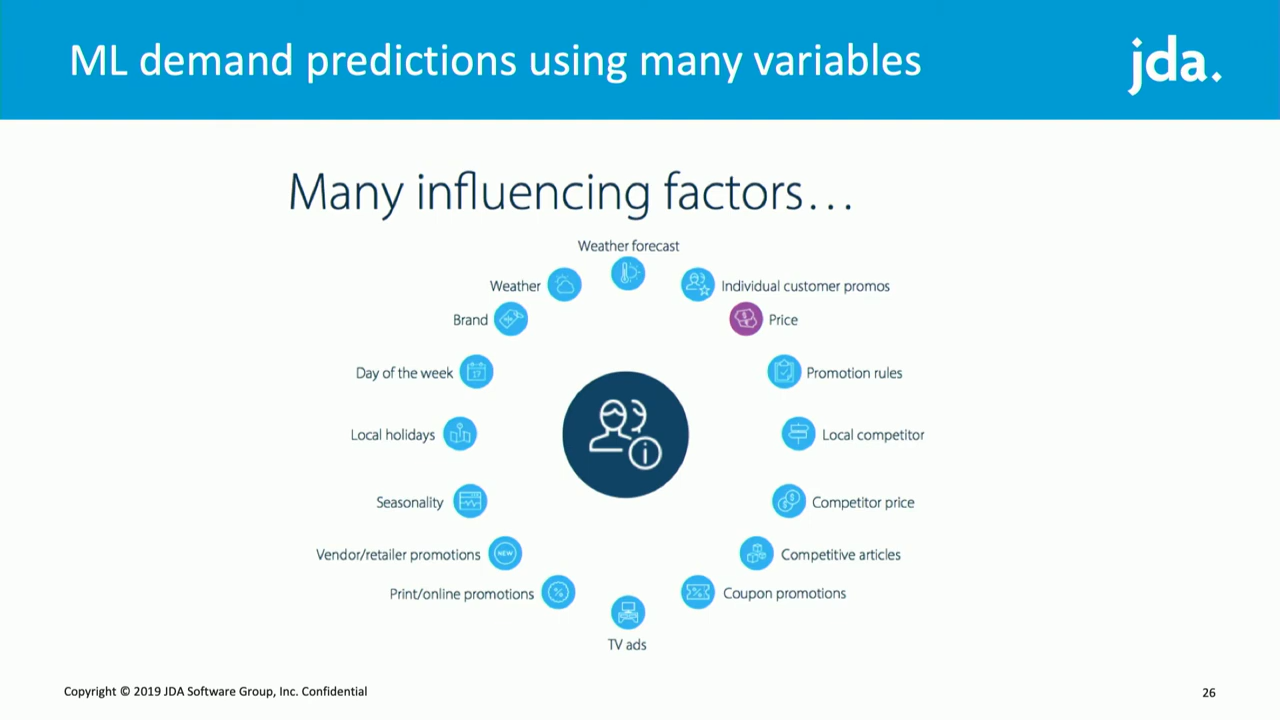 ML demand predictions using many variables
jda.
Many influencing factors...
Weather forecast
Weather
Individual customer promos
Brand
Price
Day of the week
17
Promotion rules
Local holidays
Local competitor
Seasonality
Competitor price
Vendor/retailer promotions
NEW
Competitive articles
Print/online promotions
%
Coupon promotions
%
TV ads
Copyright © 2019 JDA Software Group, Inc. Confidential
26